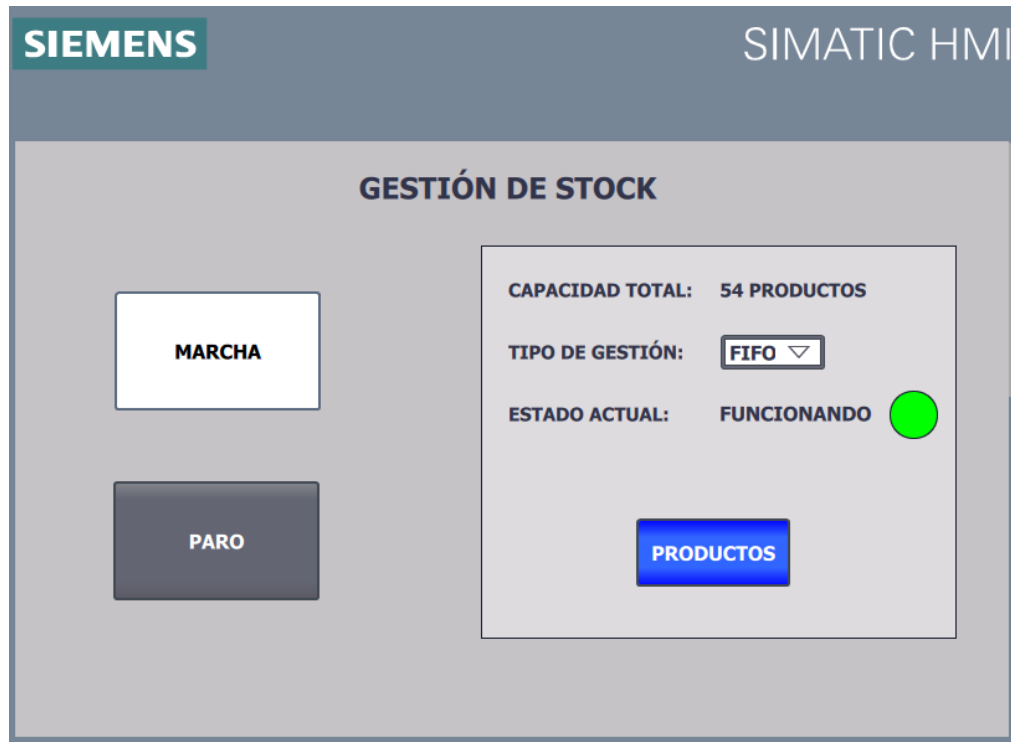 SIEMENS
SIMATIC HMI
GESTIÓN DE STOCK
MARCHA
PARO
CAPACIDAD TOTAL: 54 PRODUCTOS
TIPO DE GESTIÓN: FIFO
ESTADO ACTUAL: FUNCIONANDO
PRODUCTOS